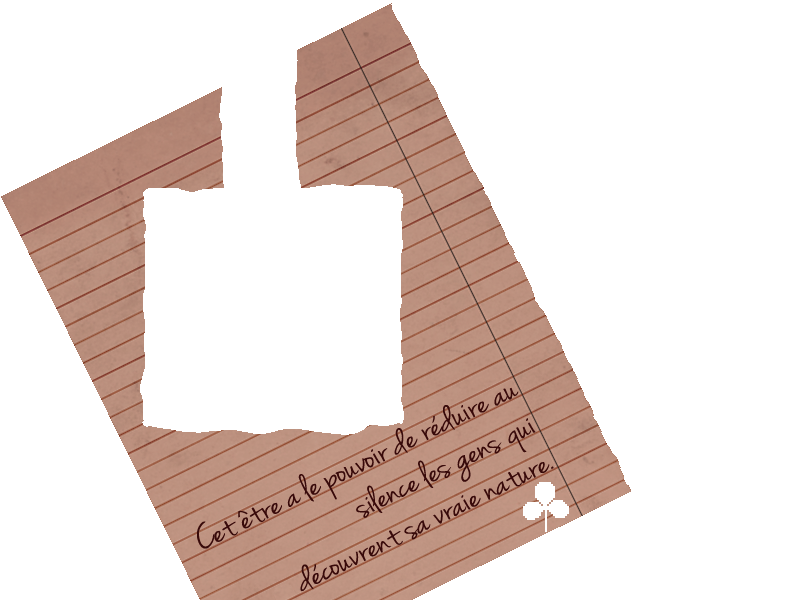 Cet être a le pouvoir de réduire au
silence les gens qui
découvrent sa vraie nature.